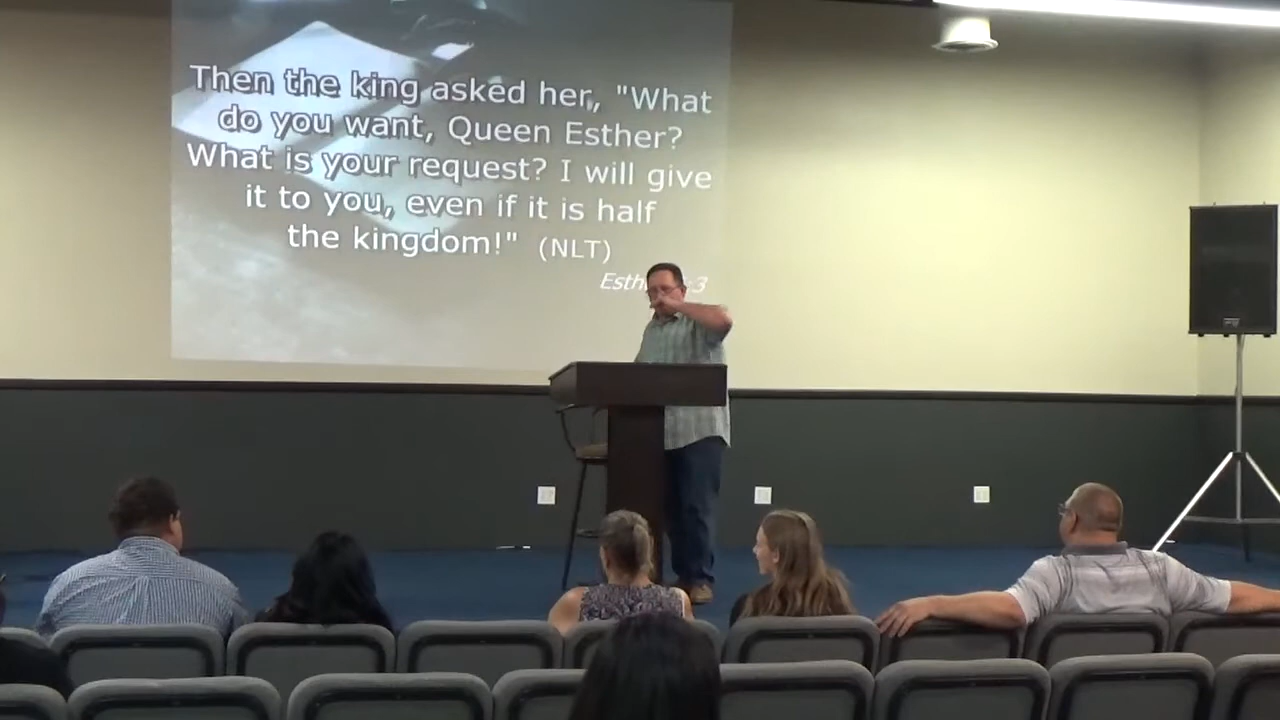 Then the king asked her, "What
do you want, Queen Esther?
What is your request? I will give
it to you, even if it is half
the kingdom!" (NLT)
:3